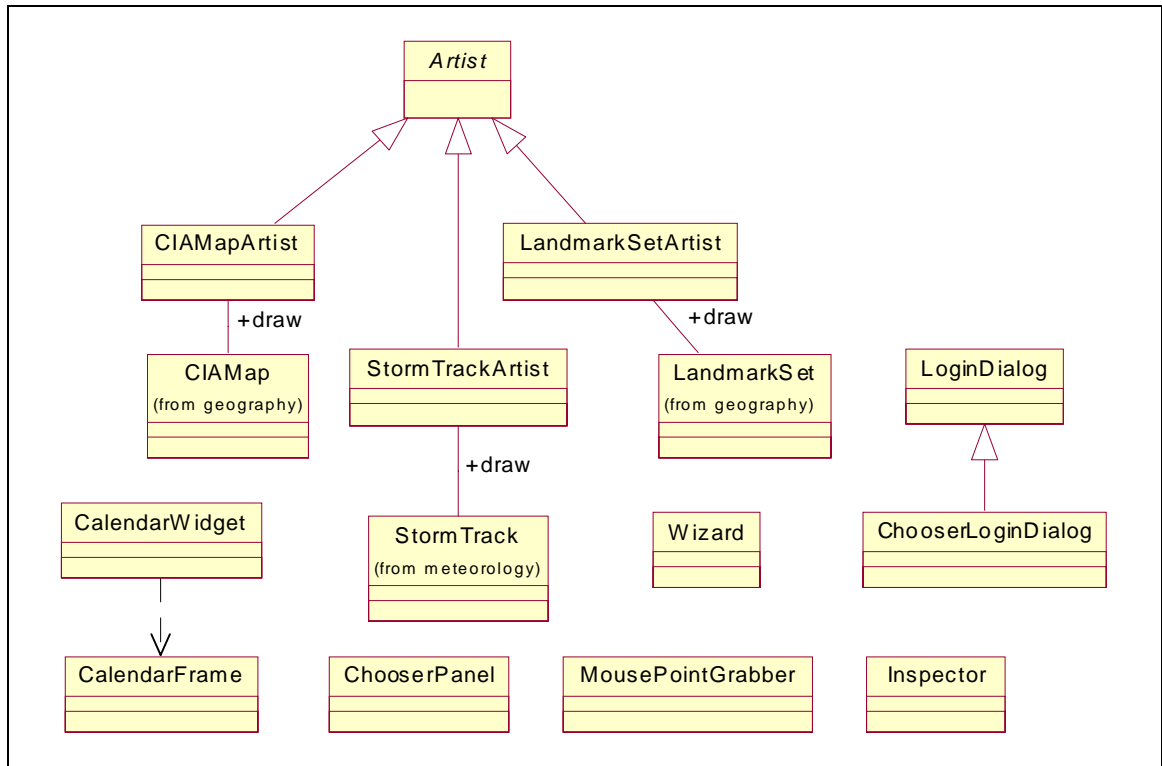 Artist
CIAMapArtist
LandmarkSetArtist
+draw
+draw
CIAMap
(from geography)
StormTrackArtist
LandmarkSet
(from geography)
LoginDialog
+draw
CalendarWidget
StormTrack
(from meteorology)
Wizard
ChooserLoginDialog
CalendarFrame
ChooserPanel
MousePointGrabber
Inspector